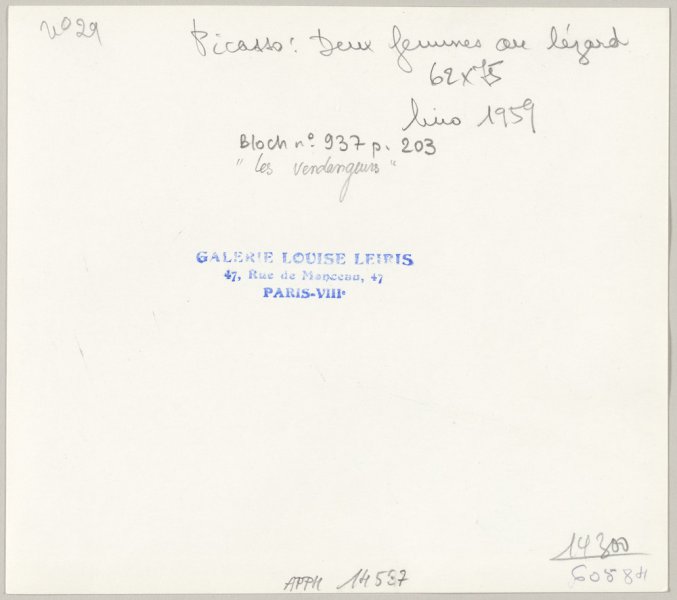 No 29
Picasso: Deux femmes au lézard
62x75
lino 1959
Bloch n° 937 p. 203
"Les vendangeurs"
GALERIE LOUISE LEIRIS
47, Rue de Monceau, 47
PARIS-VIIIe
14300
APPH 14537